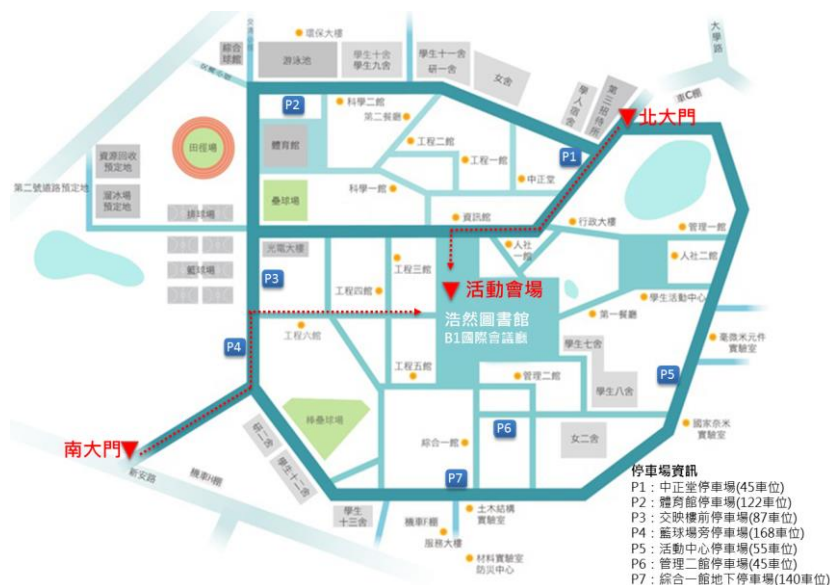 環保大樓
綜合
球館
游泳池
學生十舍
學生九舍
學生十一舍
研一舍
女舍
大學路
學人宿舍
第三招待所
車C棚
北大門
P2
科學二館
第二餐廳
體育館
工程二館
工程一館
P1
中正堂
田徑場
資源回收
預定地
第二號道路預定地
溜冰場
預定地
壘球場
科學一館
排球場
資訊館
行政大樓
管理一館
光電大樓
人社
一館
人社二館
籃球場
P3
工程三館
工程四館
活動會場
浩然圖書館
B1國際會議廳
學生活動中心
第一餐廳
工程六館
P4
毫微米元件
實驗室
學生七舍
工程五館
管理二館
學生八舍
P5
棒壘球場
國家奈米
實驗室
南大門
研二舍
綜合一館
P6
女二舍
新安路
機車H棚
學生十二舍
P7
學生
十三舍
機車F棚
服務大樓
土木結構
實驗室
材料實驗室
防災中心
停車場資訊
P1：中正堂停車場(45車位)
P2：體育館停車場(122車位)
P3：交映樓前停車場(87車位)
P4：籃球場旁停車場(168車位)
P5：活動中心停車場(55車位)
P6：管理二館停車場(45車位)
P7：綜合一館地下停車場(140車位)